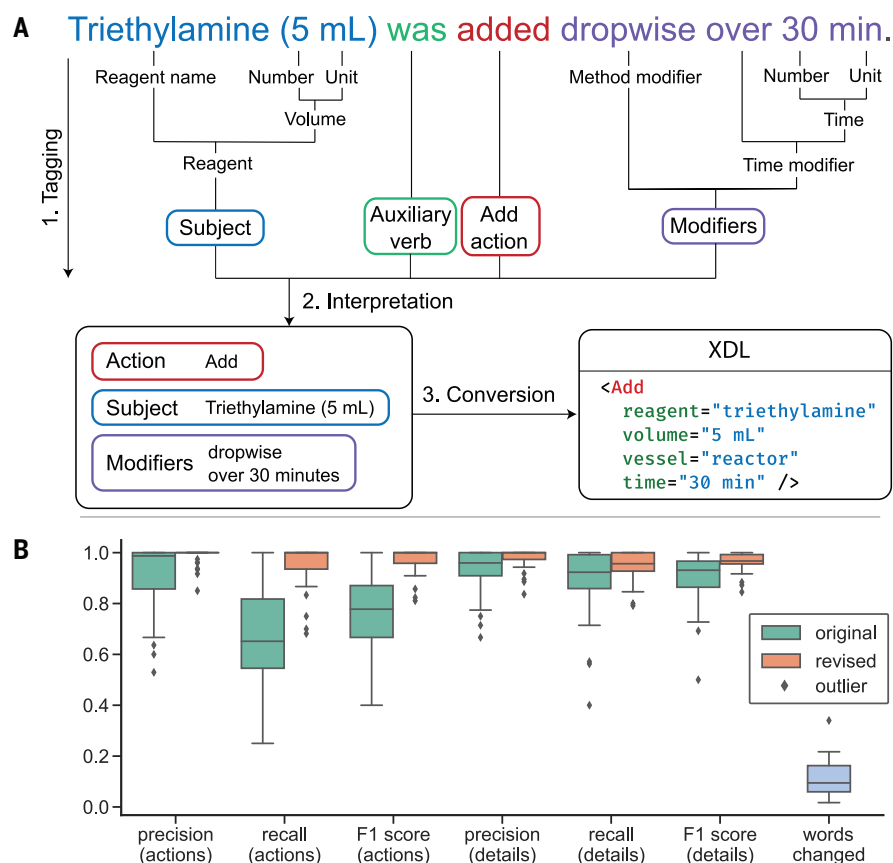 A
Triethylamine (5 mL) was added dropwise over 30 min.
Reagent name Number Unit Method modifier Number Unit
Volume Time
Reagent Time modifier
1. Tagging
Subject Auxiliary verb Add action Modifiers
2. Interpretation
Action Add
Subject Triethylamine (5 mL)
Modifiers dropwise
over 30 minutes
3. Conversion
XDL
<Add
reagent="triethylamine"
volume="5 mL"
vessel="reactor"
time="30 min" />
B
1.0
0.8
0.6
0.4
0.2
0.0
original
revised
outlier
precision (actions)
recall (actions)
F1 score (actions)
precision (details)
recall (details)
F1 score (details)
words changed